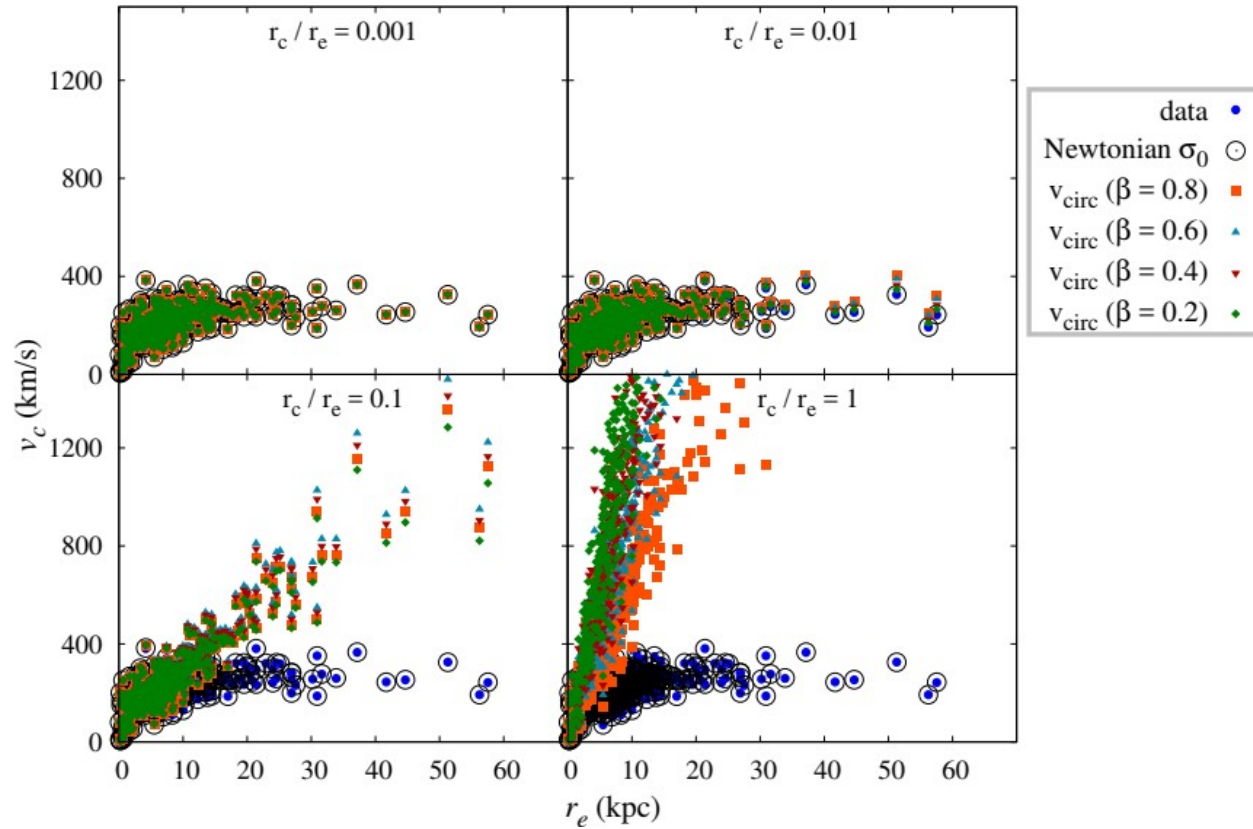 r_c / r_e = 0.001
r_c / r_e = 0.01
1200
800
400
0
data
Newtonian σ_0
v_circ (β = 0.8)
v_circ (β = 0.6)
v_circ (β = 0.4)
v_circ (β = 0.2)
v_c (km/s)
r_c / r_e = 0.1
r_c / r_e = 1
1200
800
400
0
0 10 20 30 40 50 60 0 10 20 30 40 50 60 70
r_e (kpc)